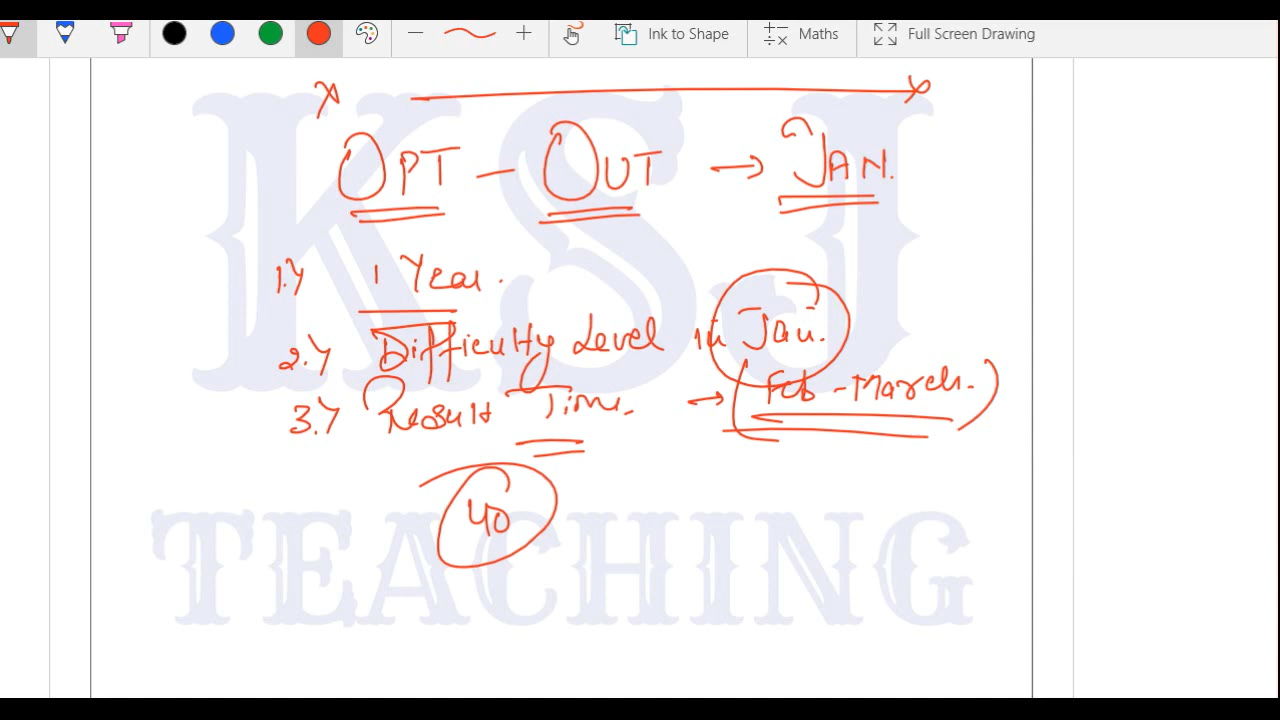 Ink to Shape Maths Full Screen Drawing
KSJ
OPT - OUT → JAN.
1.) 1 Year.
2.) Difficulty Level in Jan.
3.) Result Time. → (Feb - March.)
40
TEACHING